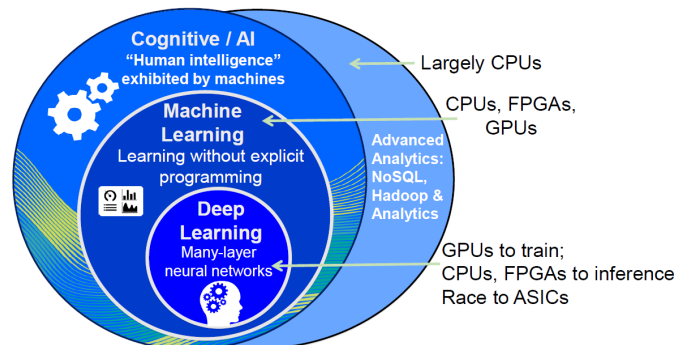 Cognitive / AI
“Human intelligence”
exhibited by machines
Machine
Learning
Learning without explicit
programming
Deep
Learning
Many-layer
neural networks
Advanced
Analytics:
NoSQL,
Hadoop &
Analytics
Largely CPUs
CPUs, FPGAs,
GPUs
GPUs to train;
CPUs, FPGAs to inference
Race to ASICs